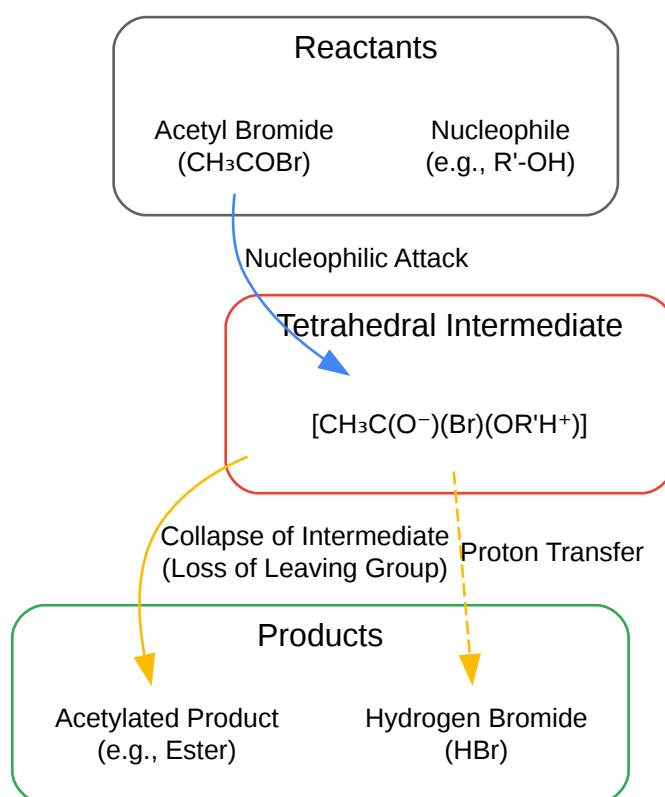 Reactants
Acetyl Bromide
(CH₃COBr)
Nucleophile
(e.g., R'-OH)
Nucleophilic Attack
Tetrahedral Intermediate
[CH₃C(O⁻)(Br)(OR'H⁺)]
Collapse of Intermediate
(Loss of Leaving Group)
Proton Transfer
Products
Acetylated Product
(e.g., Ester)
Hydrogen Bromide
(HBr)